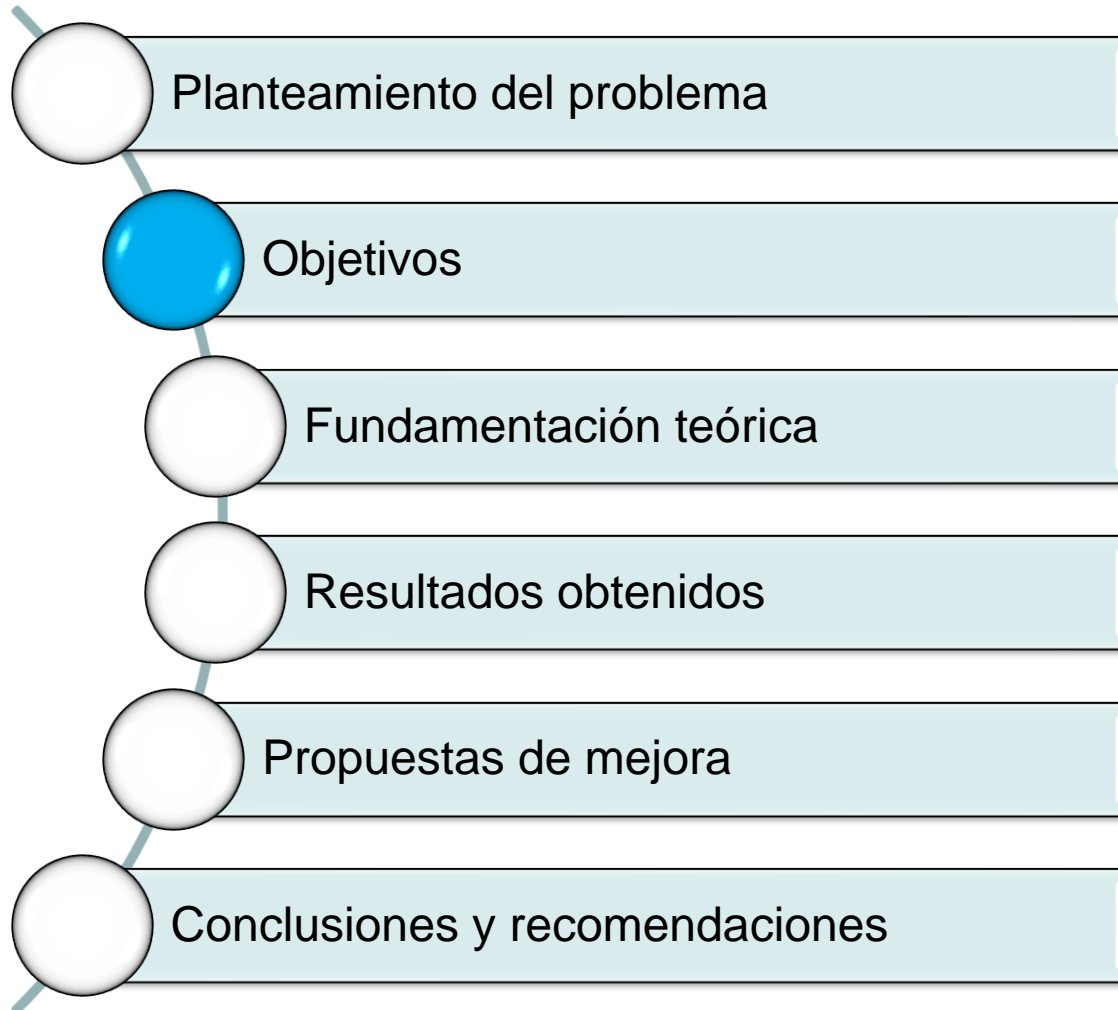 Planteamiento del problema
Objetivos
Fundamentación teórica
Resultados obtenidos
Propuestas de mejora
Conclusiones y recomendaciones